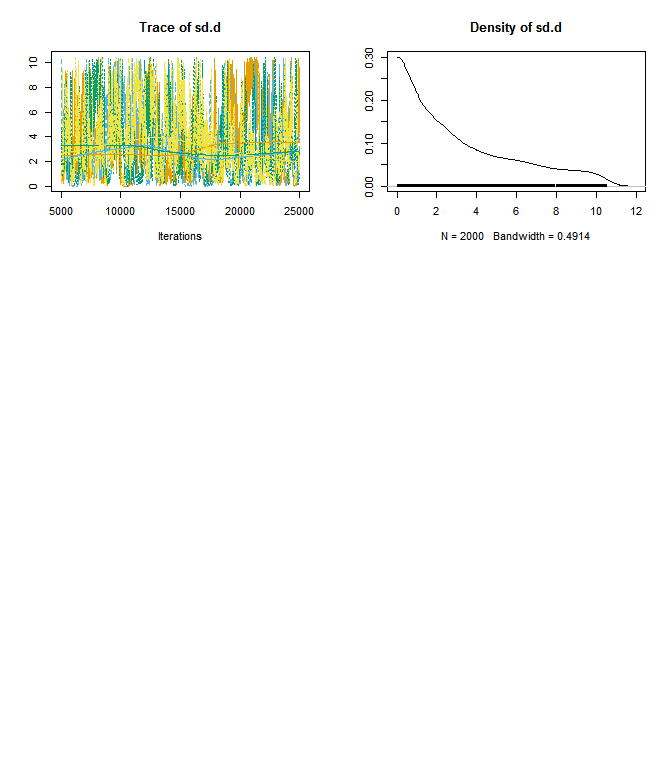 Trace of sd.d
0 2 4 6 8 10
5000 10000 15000 20000 25000
Iterations
Density of sd.d
0.00 0.10 0.20 0.30
0 2 4 6 8 10 12
N = 2000 Bandwidth = 0.4914